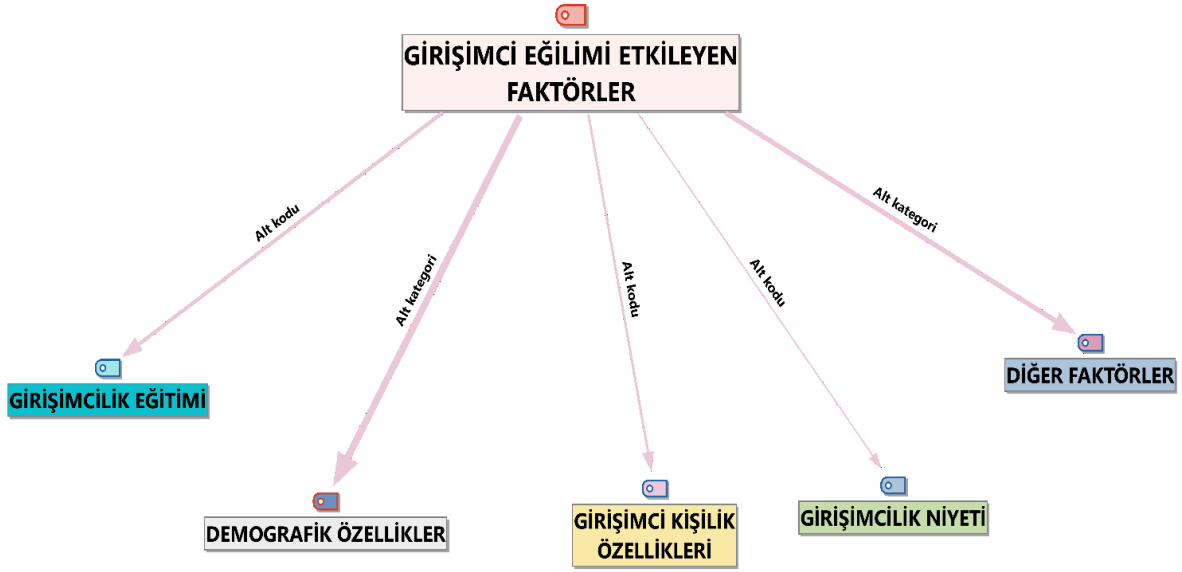 GİRİŞİMCİ EĞİLİMİ ETKİLEYEN
FAKTÖRLER
Alt kodu
Alt kategori
Alt kodu
Alt kodu
Alt kategori
GİRİŞİMCİLİK EĞİTİMİ
DEMOGRAFİK ÖZELLİKLER
GİRİŞİMCİ KİŞİLİK
ÖZELLİKLERİ
GİRİŞİMCİLİK NİYETİ
DİĞER FAKTÖRLER